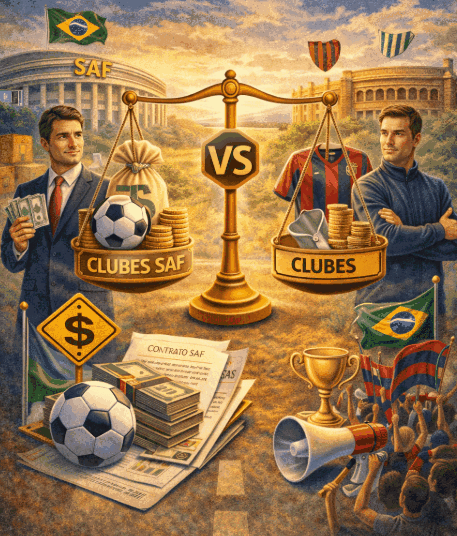 SAF
VS
$
CLUBES SAF
CLUBES
$
CONTRATO SAF